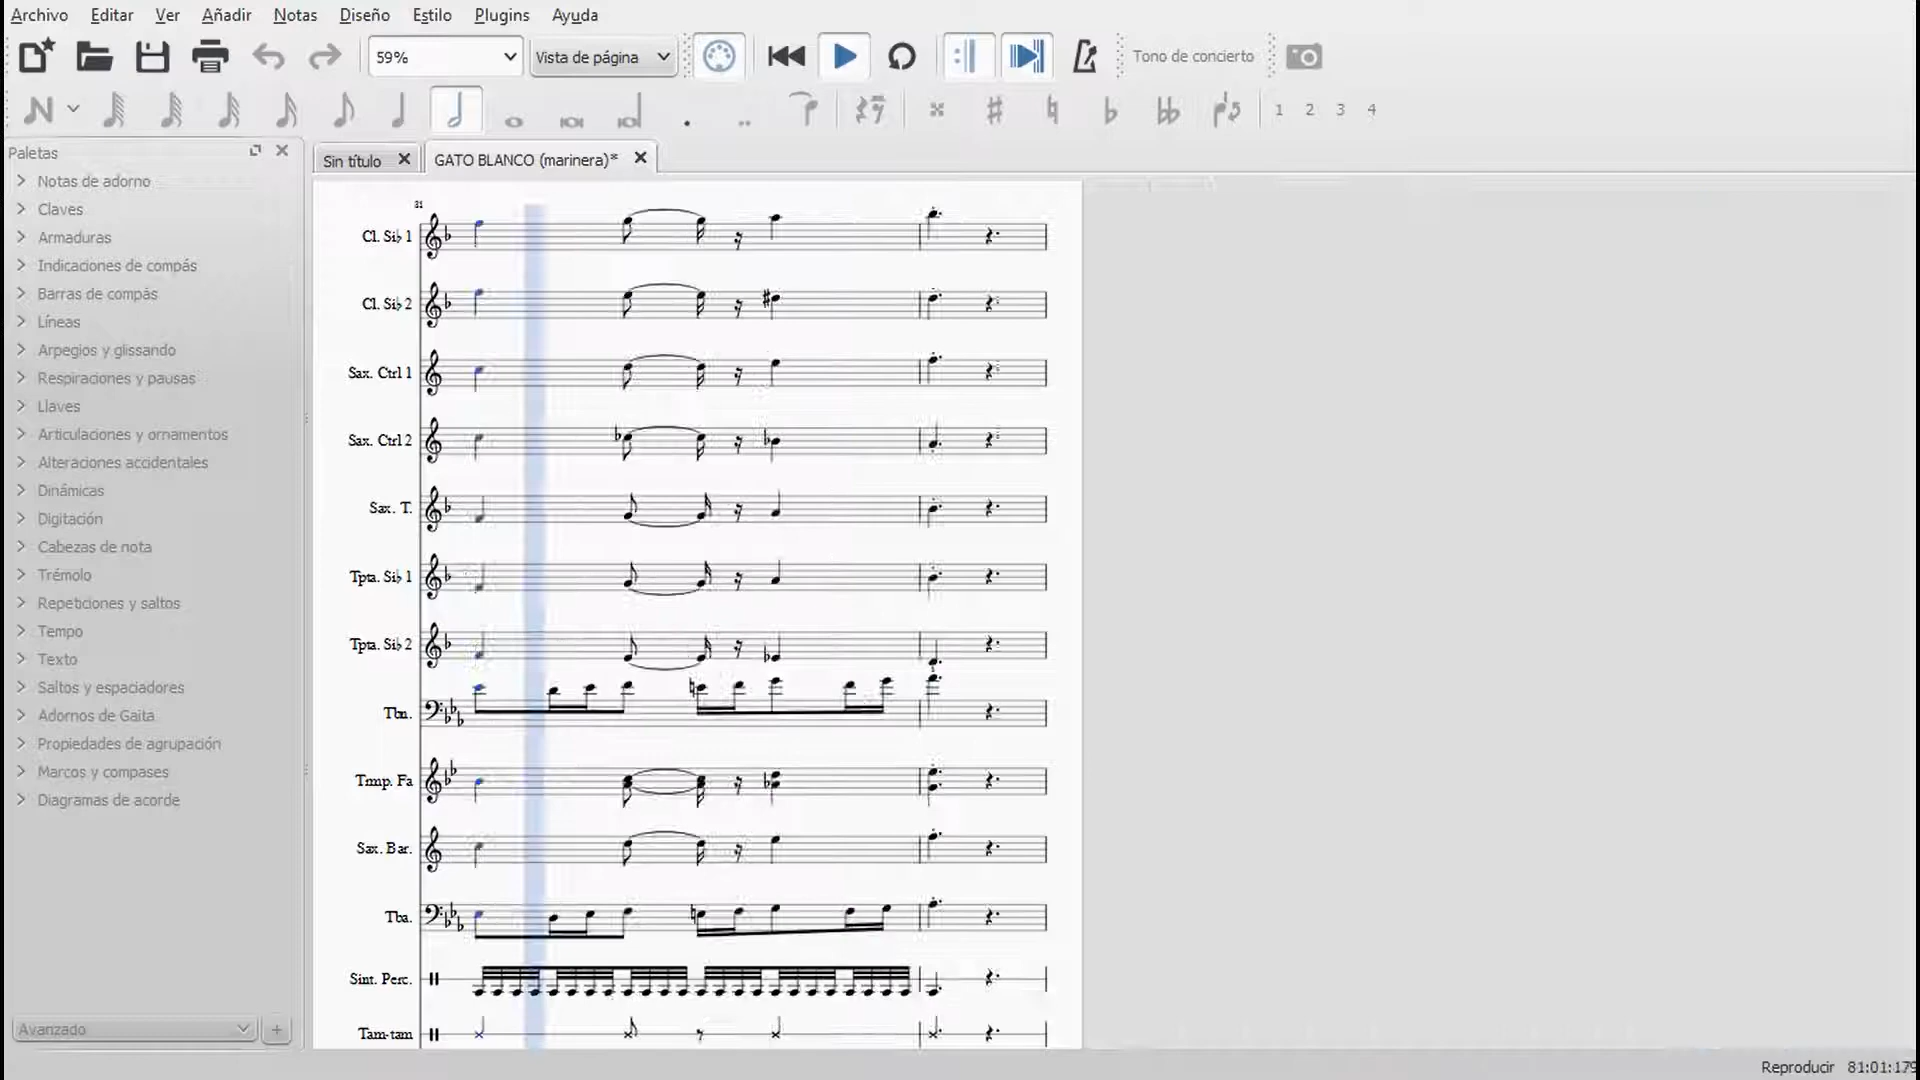 Archivo Editar Ver Añadir Notas Diseño Estilo Plugins Ayuda
59% Vista de página Tono de concierto
1 2 3 4
Paletas
Sin título GATO BLANCO (marinera)*
Notas de adorno
Claves
Armaduras
Indicaciones de compás
Barras de compás
Líneas
Arpegios y glissando
Respiraciones y pausas
Llaves
Articulaciones y ornamentos
Alteraciones accidentales
Dinámicas
Digitación
Cabezas de nota
Trémolo
Repeticiones y saltos
Tempo
Texto
Saltos y espaciadores
Adornos de Gaita
Propiedades de agrupación
Marcos y compases
Diagramas de acorde
Avanzado
Cl. Si♭ 1
Cl. Si♭ 2
Sax. Ctrl 1
Sax. Ctrl 2
Sax. T.
Tpta. Si♭ 1
Tpta. Si♭ 2
Tbn.
Tmp. Fa
Sax. Bar.
Tba.
Sint. Perc.
Tam-tam
Reproducir 81:01:179